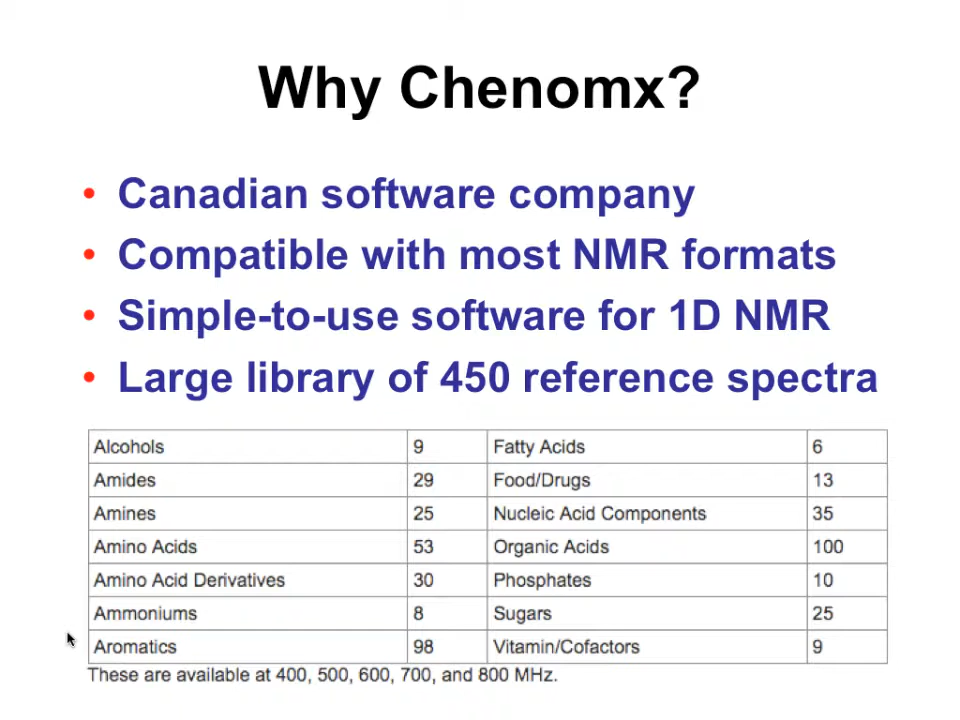 Why Chenomx?
• Canadian software company
• Compatible with most NMR formats
• Simple-to-use software for 1D NMR
• Large library of 450 reference spectra
Alcohols 9 Fatty Acids 6
Amides 29 Food/Drugs 13
Amines 25 Nucleic Acid Components 35
Amino Acids 53 Organic Acids 100
Amino Acid Derivatives 30 Phosphates 10
Ammoniums 8 Sugars 25
Aromatics 98 Vitamin/Cofactors 9
These are available at 400, 500, 600, 700, and 800 MHz.